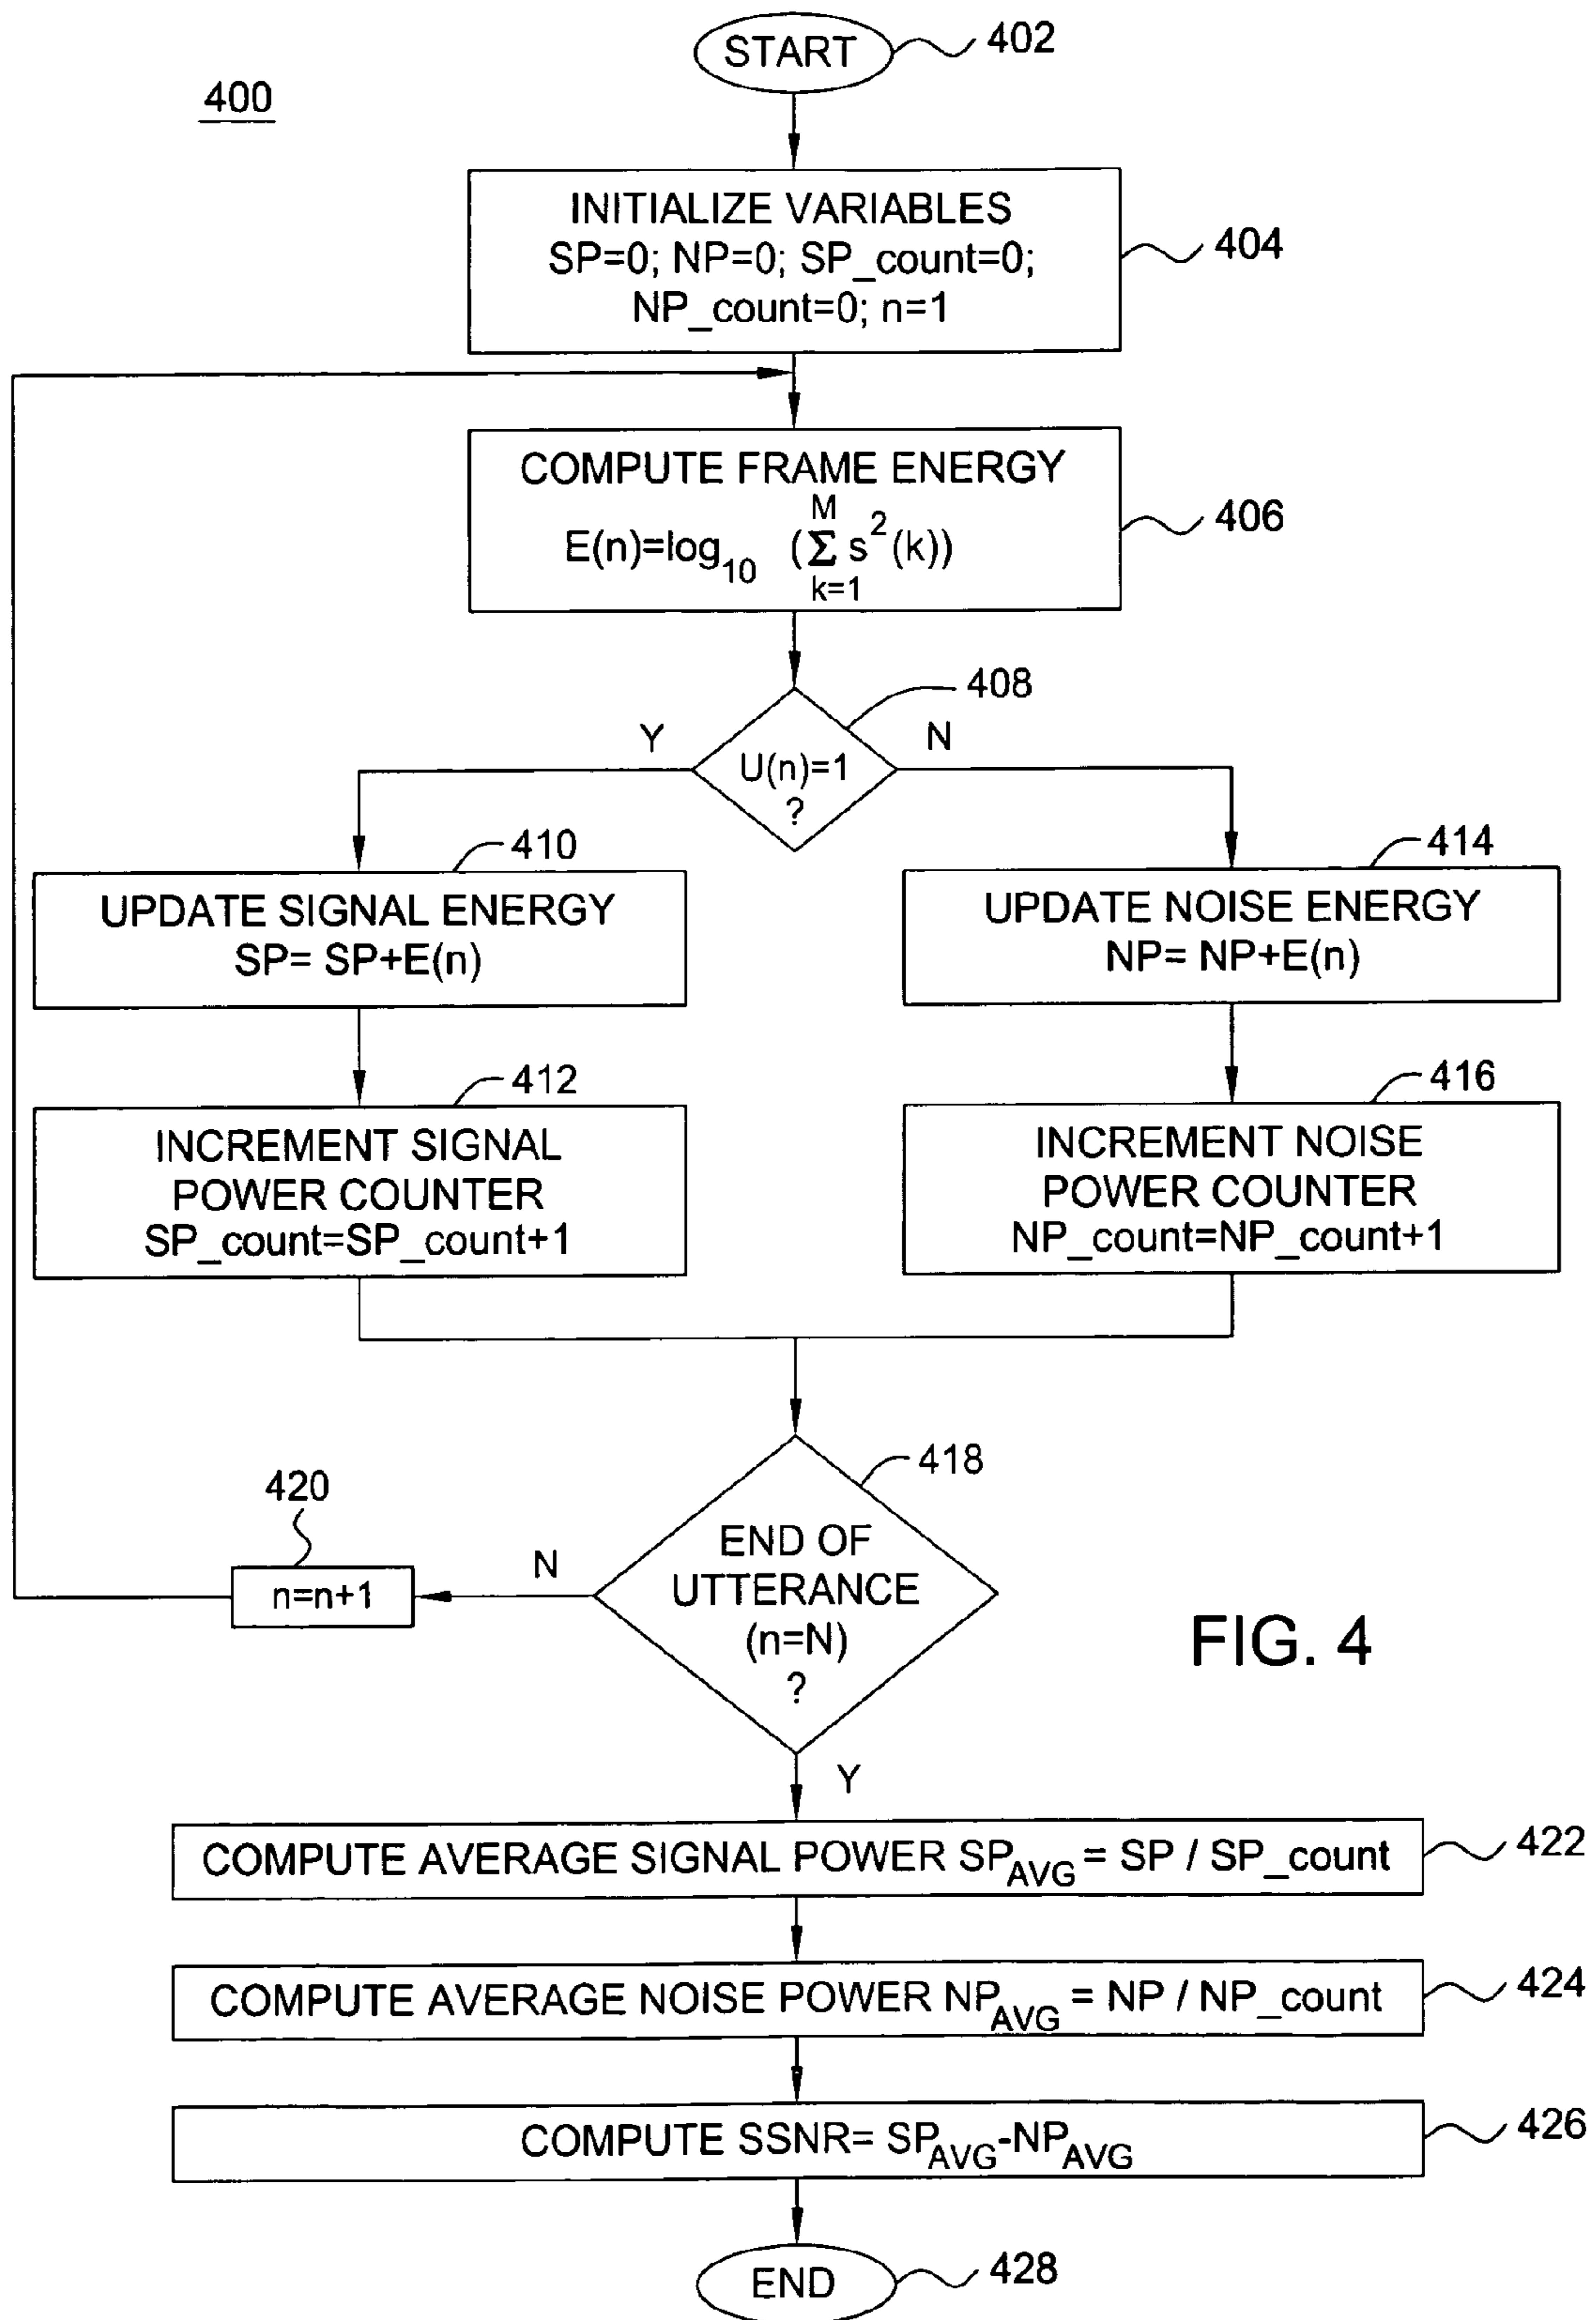 START
402
400
INITIALIZE VARIABLES
SP=0; NP=0; SP_count=0;
NP_count=0; n=1
404
COMPUTE FRAME ENERGY
E(n)=log₁₀ (Σ s²(k))
M
k=1
406
408
Y
N
U(n)=1
?
410
UPDATE SIGNAL ENERGY
SP= SP+E(n)
414
UPDATE NOISE ENERGY
NP= NP+E(n)
412
INCREMENT SIGNAL
POWER COUNTER
SP_count=SP_count+1
416
INCREMENT NOISE
POWER COUNTER
NP_count=NP_count+1
418
END OF
UTTERANCE
(n=N)
?
N
420
n=n+1
FIG. 4
Y
COMPUTE AVERAGE SIGNAL POWER SP_AVG = SP / SP_count
422
COMPUTE AVERAGE NOISE POWER NP_AVG = NP / NP_count
424
COMPUTE SSNR= SP_AVG-NP_AVG
426
END
428